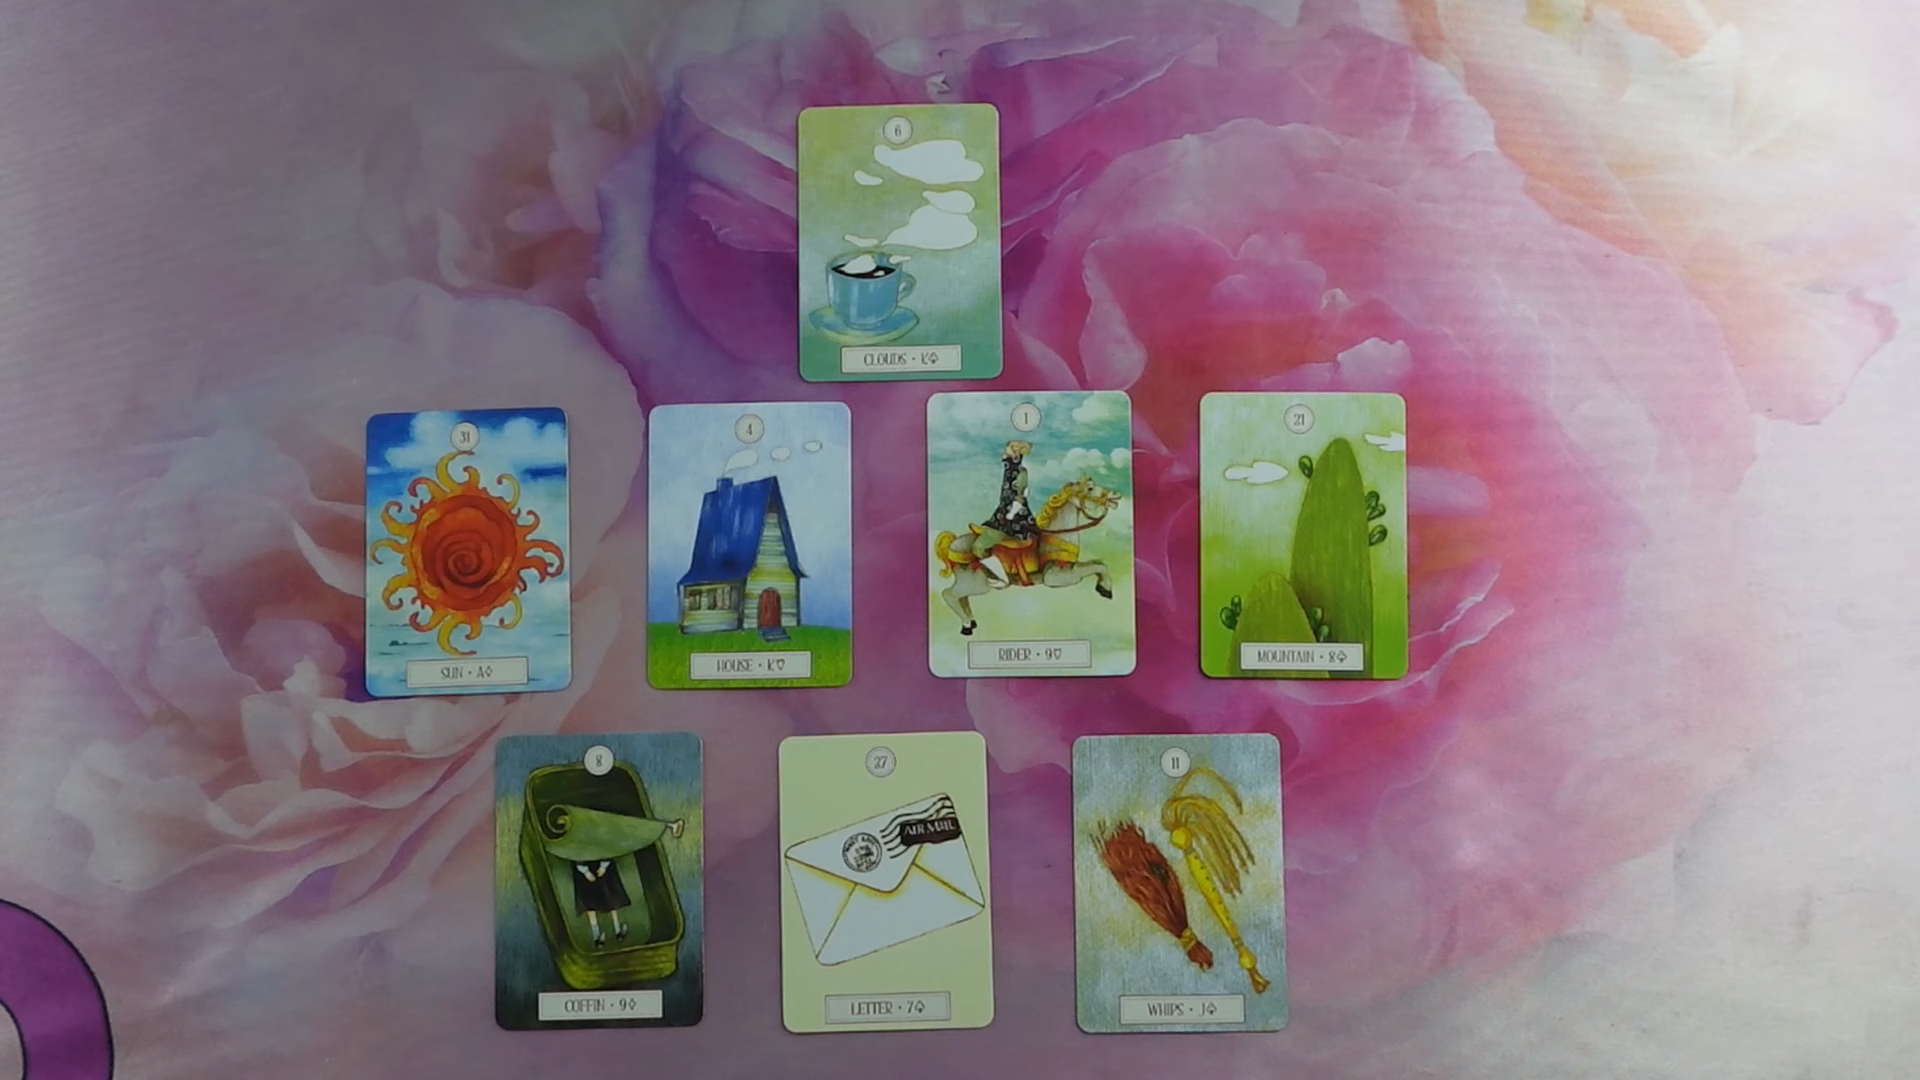 6
CLOUDS • K♣
31
SUN • A♢
4
HOUSE • K♡
1
RIDER • 9♡
21
MOUNTAIN • 8♣
8
COFFIN • 9♢
27
AIR MAIL
LETTER • 7♤
11
WHIPS • J♣